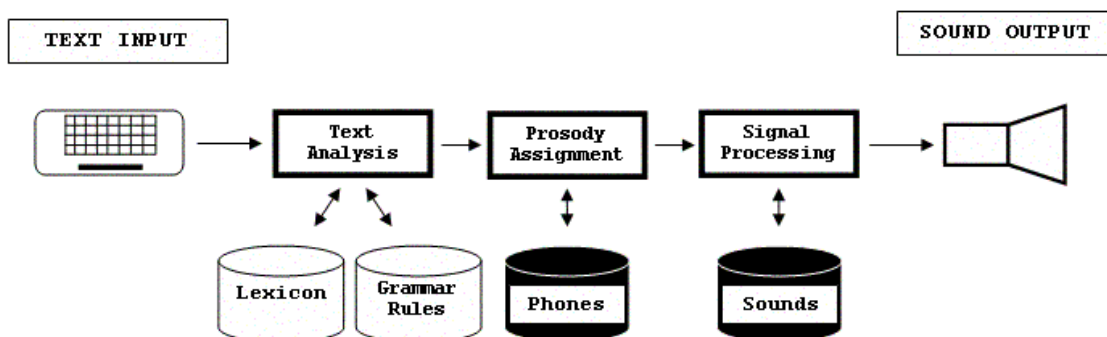 TEXT INPUT
SOUND OUTPUT
Text
Analysis
Prosody
Assignment
Signal
Processing
Lexicon
Grammar
Rules
Phones
Sounds